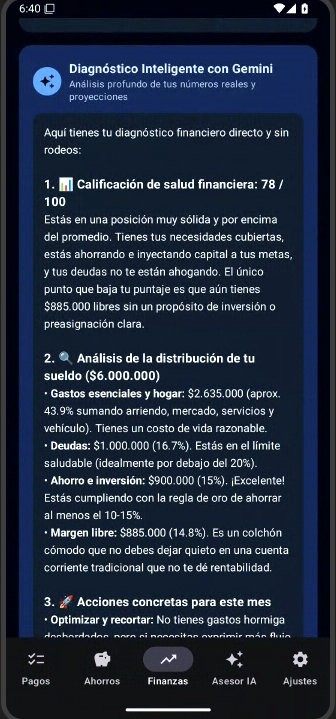 6:40
Diagnóstico Inteligente con Gemini
Análisis profundo de tus números reales y
proyecciones
Aquí tienes tu diagnóstico financiero directo y sin
rodeos:
1. 📊 Calificación de salud financiera: 78 /
100
Estás en una posición muy sólida y por encima
del promedio. Tienes tus necesidades cubiertas,
estás ahorrando e inyectando capital a tus metas,
y tus deudas no te están ahogando. El único
punto que baja tu puntaje es que aún tienes
$885.000 libres sin un propósito de inversión o
preasignación clara.
2. 🔍 Análisis de la distribución de tu
sueldo ($6.000.000)
• Gastos esenciales y hogar: $2.635.000 (aprox.
43.9% sumando arriendo, mercado, servicios y
vehículo). Tienes un costo de vida razonable.
• Deudas: $1.000.000 (16.7%). Estás en el límite
saludable (idealmente por debajo del 20%).
• Ahorro e inversión: $900.000 (15%). ¡Excelente!
Estás cumpliendo con la regla de oro de ahorrar
al menos el 10-15%.
• Margen libre: $885.000 (14.8%). Es un colchón
cómodo que no debes dejar quieto en una cuenta
corriente tradicional que no te dé rentabilidad.
3. 🚀 Acciones concretas para este mes
• Optimizar y recortar: No tienes gastos hormiga
desbordados, pero si necesitas exprimir más flujo
Pagos
Ahorros
Finanzas
Asesor IA
Ajustes